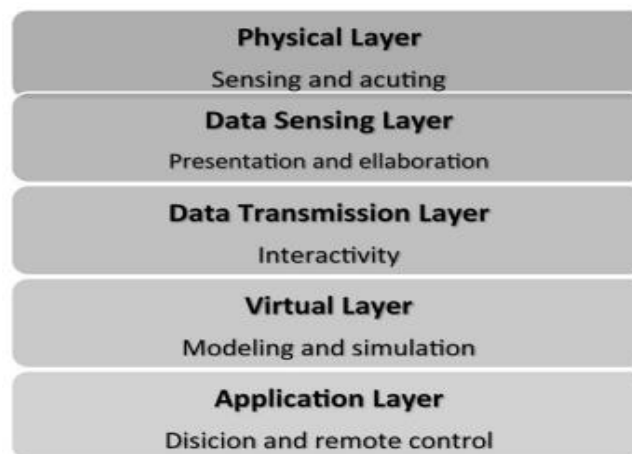 Physical Layer
Sensing and acuting
Data Sensing Layer
Presentation and ellaboration
Data Transmission Layer
Interactivity
Virtual Layer
Modeling and simulation
Application Layer
Disicion and remote control